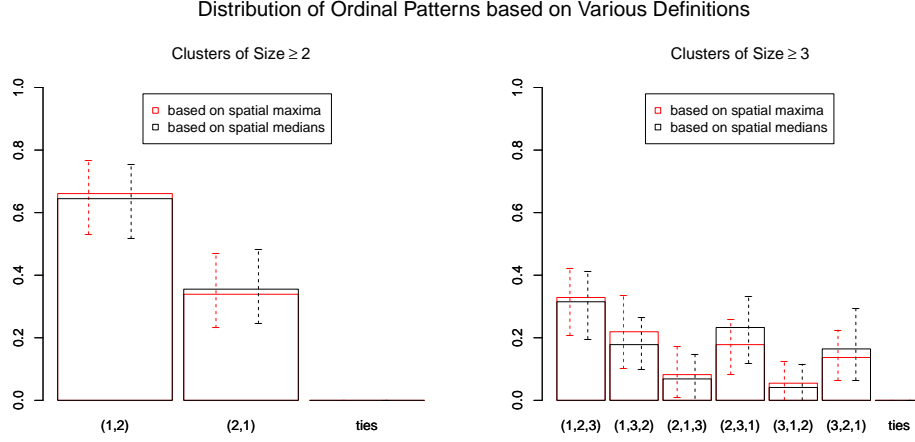 Distribution of Ordinal Patterns based on Various Definitions
Clusters of Size ≥ 2
1.0
0.8
0.6
0.4
0.2
0.0
based on spatial maxima
based on spatial medians
(1,2) (2,1) ties
Clusters of Size ≥ 3
1.0
0.8
0.6
0.4
0.2
0.0
based on spatial maxima
based on spatial medians
(1,2,3) (1,3,2) (2,1,3) (2,3,1) (3,1,2) (3,2,1) ties